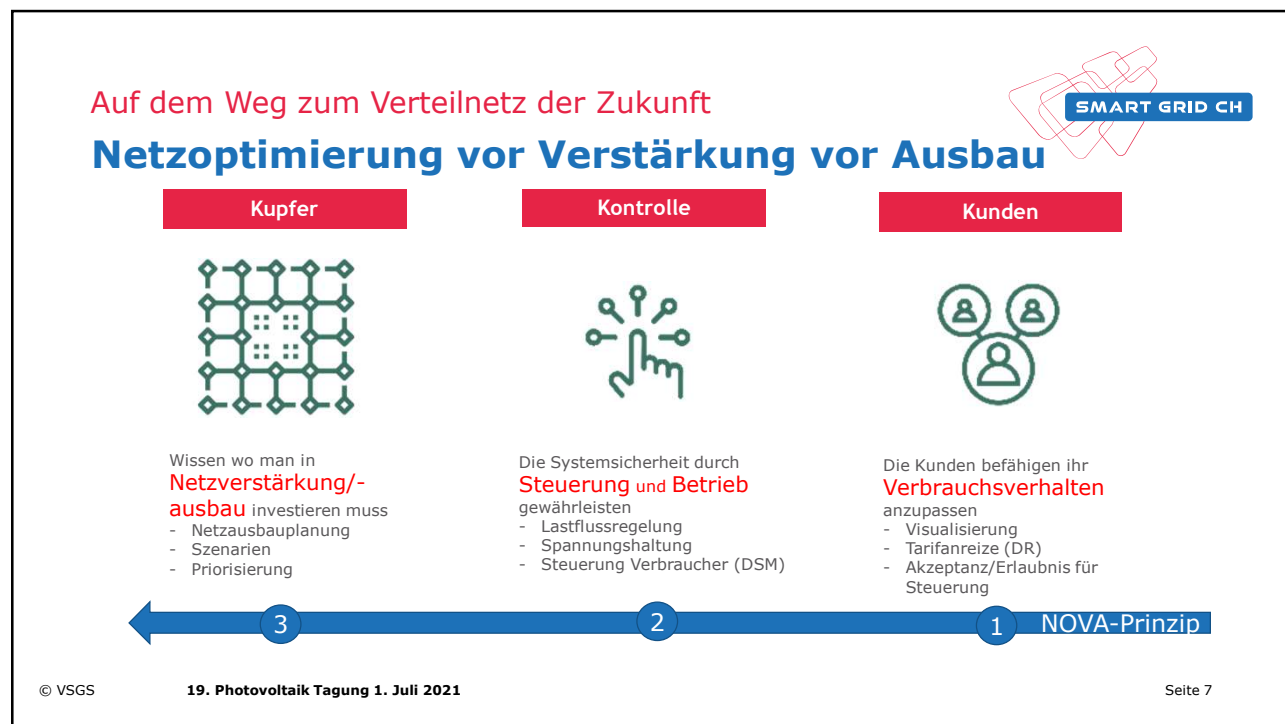 Auf dem Weg zum Verteilnetz der Zukunft
SMART GRID CH
Netzoptimierung vor Verstärkung vor Ausbau
Kupfer
Wissen wo man in
Netzverstärkung/-
ausbau investieren muss
- Netzausbauplanung
- Szenarien
- Priorisierung
Kontrolle
Die Systemsicherheit durch
Steuerung und Betrieb
gewährleisten
- Lastflussregelung
- Spannungshaltung
- Steuerung Verbraucher (DSM)
Kunden
Die Kunden befähigen ihr
Verbrauchsverhalten
anzupassen
- Visualisierung
- Tarifanreize (DR)
- Akzeptanz/Erlaubnis für
Steuerung
3
2
1
NOVA-Prinzip
© VSGS
19. Photovoltaik Tagung 1. Juli 2021
Seite 7